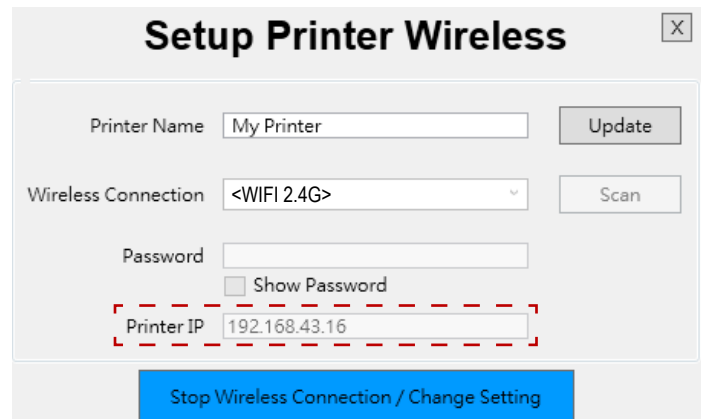 Setup Printer Wireless
X
Printer Name My Printer Update
Wireless Connection <WIFI 2.4G> Scan
Password
Show Password
Printer IP 192.168.43.16
Stop Wireless Connection / Change Setting